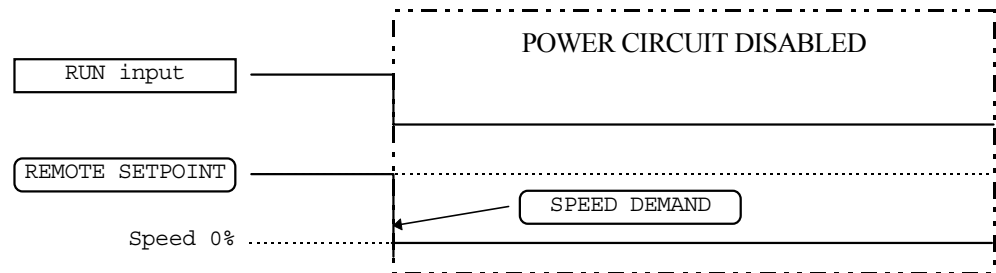 POWER CIRCUIT DISABLED
RUN input
REMOTE SETPOINT
SPEED DEMAND
Speed 0%